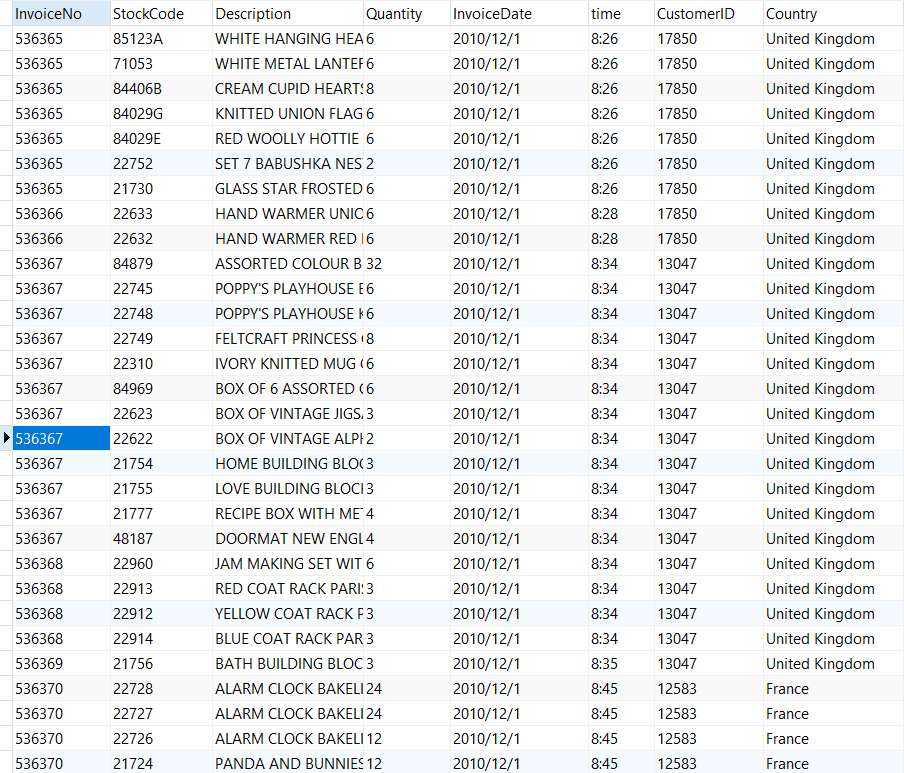 InvoiceNo StockCode Description Quantity InvoiceDate time CustomerID Country
536365 85123A WHITE HANGING HEA 6 2010/12/1 8:26 17850 United Kingdom
536365 71053 WHITE METAL LANTER 6 2010/12/1 8:26 17850 United Kingdom
536365 84406B CREAM CUPID HEARTS 8 2010/12/1 8:26 17850 United Kingdom
536365 84029G KNITTED UNION FLAG 6 2010/12/1 8:26 17850 United Kingdom
536365 84029E RED WOOLLY HOTTIE 6 2010/12/1 8:26 17850 United Kingdom
536365 22752 SET 7 BABUSHKA NES 2 2010/12/1 8:26 17850 United Kingdom
536365 21730 GLASS STAR FROSTED 6 2010/12/1 8:26 17850 United Kingdom
536366 22633 HAND WARMER UNIO 6 2010/12/1 8:28 17850 United Kingdom
536366 22632 HAND WARMER RED 6 2010/12/1 8:28 17850 United Kingdom
536367 84879 ASSORTED COLOUR B 32 2010/12/1 8:34 13047 United Kingdom
536367 22745 POPPY'S PLAYHOUSE B 6 2010/12/1 8:34 13047 United Kingdom
536367 22748 POPPY'S PLAYHOUSE K 6 2010/12/1 8:34 13047 United Kingdom
536367 22749 FELTCRAFT PRINCESS 8 2010/12/1 8:34 13047 United Kingdom
536367 22310 IVORY KNITTED MUG 6 2010/12/1 8:34 13047 United Kingdom
536367 84969 BOX OF 6 ASSORTED 6 2010/12/1 8:34 13047 United Kingdom
536367 22623 BOX OF VINTAGE JIGSA 3 2010/12/1 8:34 13047 United Kingdom
536367 22622 BOX OF VINTAGE ALPH 2 2010/12/1 8:34 13047 United Kingdom
536367 21754 HOME BUILDING BLOC 3 2010/12/1 8:34 13047 United Kingdom
536367 21755 LOVE BUILDING BLOCK 3 2010/12/1 8:34 13047 United Kingdom
536367 21777 RECIPE BOX WITH MET 4 2010/12/1 8:34 13047 United Kingdom
536367 48187 DOORMAT NEW ENGL 4 2010/12/1 8:34 13047 United Kingdom
536368 22960 JAM MAKING SET WIT 6 2010/12/1 8:34 13047 United Kingdom
536368 22913 RED COAT RACK PARIS 3 2010/12/1 8:34 13047 United Kingdom
536368 22912 YELLOW COAT RACK P 3 2010/12/1 8:34 13047 United Kingdom
536368 22914 BLUE COAT RACK PAR 3 2010/12/1 8:34 13047 United Kingdom
536369 21756 BATH BUILDING BLOC 3 2010/12/1 8:35 13047 United Kingdom
536370 22728 ALARM CLOCK BAKELI 24 2010/12/1 8:45 12583 France
536370 22727 ALARM CLOCK BAKELI 24 2010/12/1 8:45 12583 France
536370 22726 ALARM CLOCK BAKELI 12 2010/12/1 8:45 12583 France
536370 21724 PANDA AND BUNNIES 12 2010/12/1 8:45 12583 France